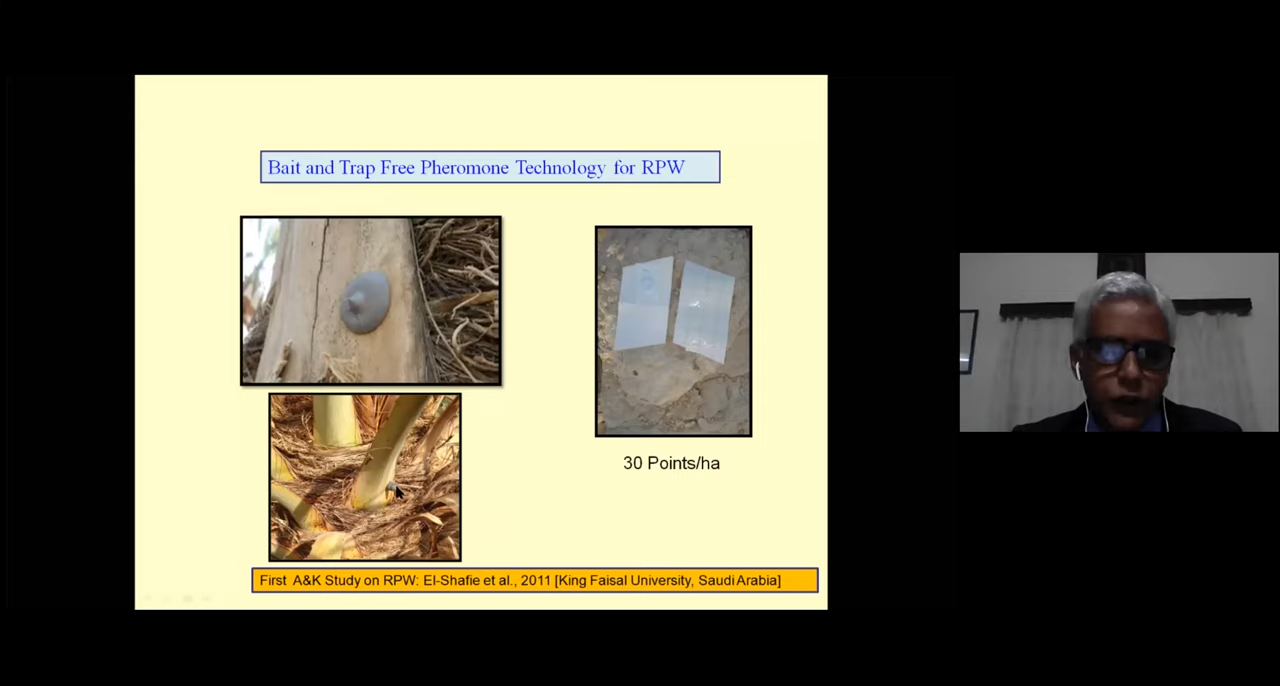 Bait and Trap Free Pheromone Technology for RPW
30 Points/ha
First A&K Study on RPW: El-Shafie et al., 2011 [King Faisal University, Saudi Arabia]